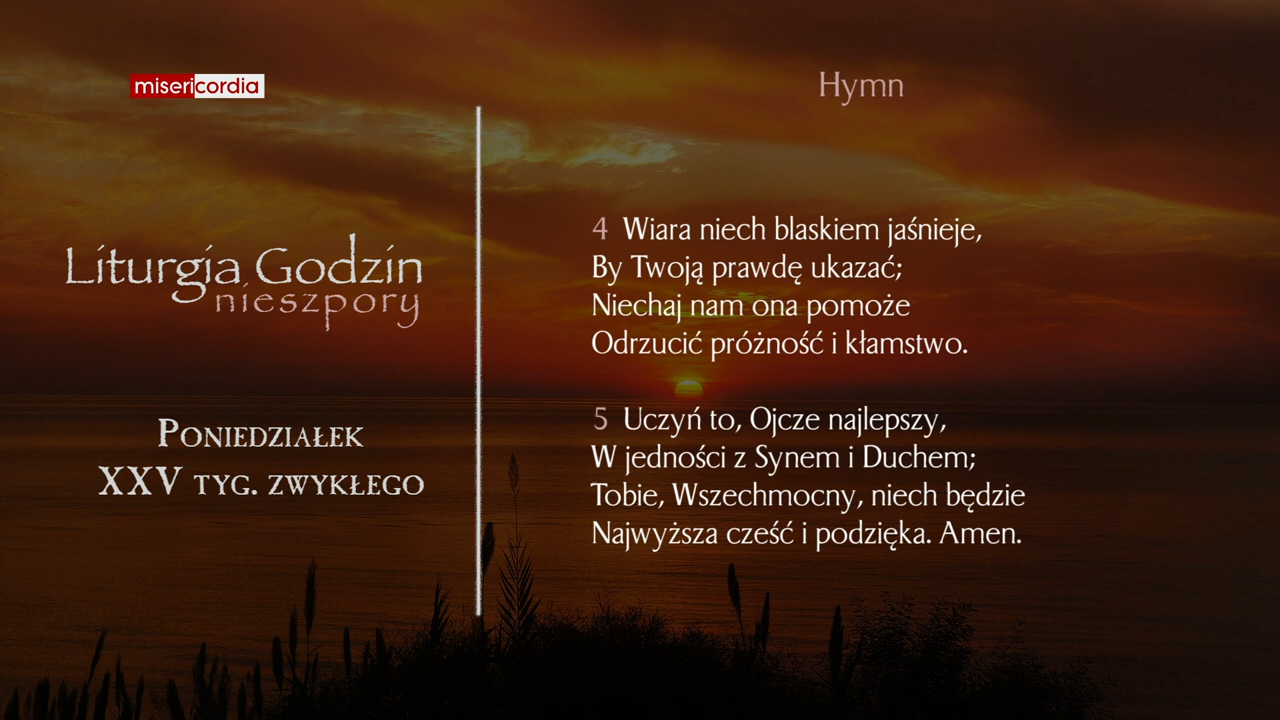 misericordia
Liturgia Godzin
nieszpory
Poniedziałek
XXV tyg. zwykłego
Hymn
4 Wiara niech blaskiem jaśnieje,
By Twoją prawdę ukazać;
Niechaj nam ona pomoże
Odrzucić próżność i kłamstwo.
5 Uczyń to, Ojcze najlepszy,
W jedności z Synem i Duchem;
Tobie, Wszechmocny, niech będzie
Najwyższa cześć i podzięka. Amen.